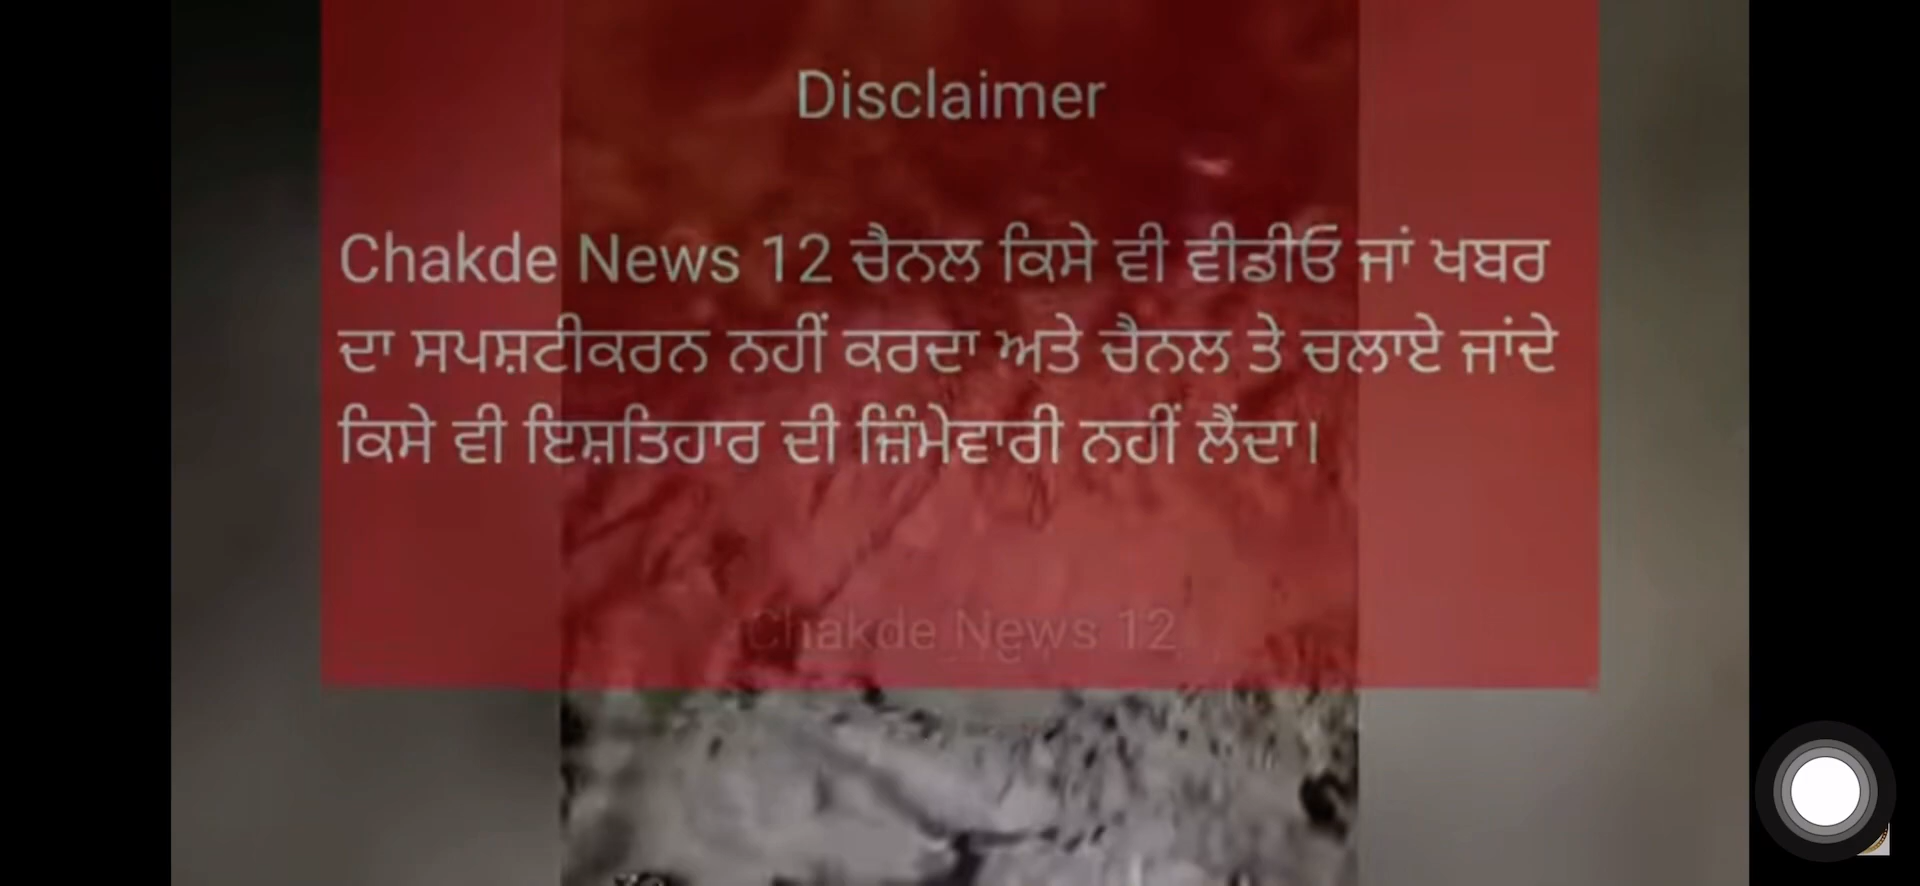 Disclaimer
Chakde News 12 ਚੈਨਲ ਕਿਸੇ ਵੀ ਵੀਡੀਓ ਜਾਂ ਖਬਰ
ਦਾ ਸਪਸ਼ਟੀਕਰਨ ਨਹੀਂ ਕਰਦਾ ਅਤੇ ਚੈਨਲ ਤੇ ਚਲਾਏ ਜਾਂਦੇ
ਕਿਸੇ ਵੀ ਇਸ਼ਤਿਹਾਰ ਦੀ ਜ਼ਿੰਮੇਵਾਰੀ ਨਹੀਂ ਲੈਂਦਾ।
Chakde News 12